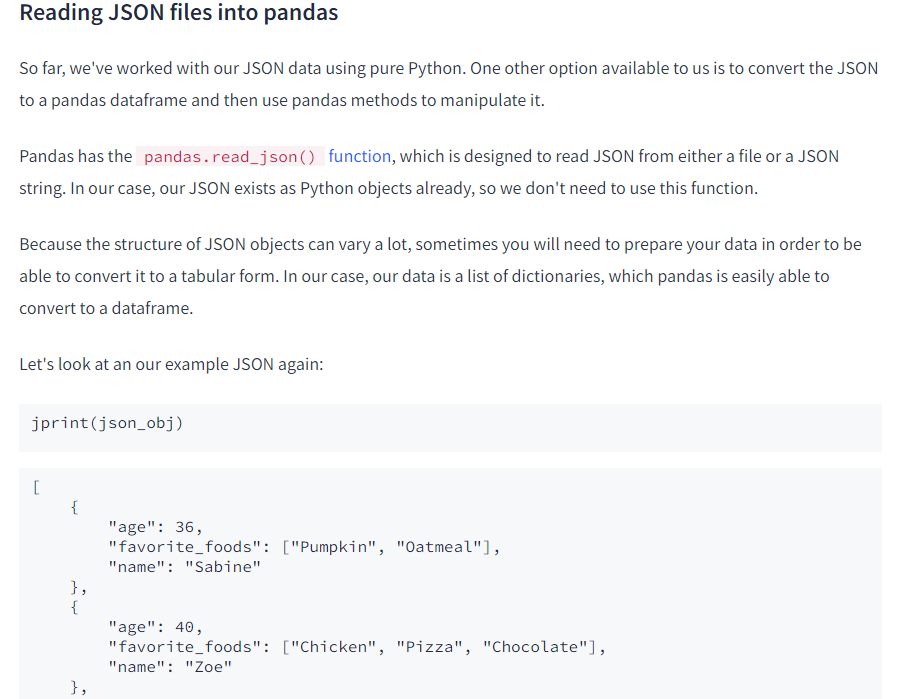 Reading JSON files into pandas
So far, we've worked with our JSON data using pure Python. One other option available to us is to convert the JSON
to a pandas dataframe and then use pandas methods to manipulate it.
Pandas has the pandas.read_json() function, which is designed to read JSON from either a file or a JSON
string. In our case, our JSON exists as Python objects already, so we don't need to use this function.
Because the structure of JSON objects can vary a lot, sometimes you will need to prepare your data in order to be
able to convert it to a tabular form. In our case, our data is a list of dictionaries, which pandas is easily able to
convert to a dataframe.
Let's look at an our example JSON again:
jprint(json_obj)
[
    {
        "age": 36,
        "favorite_foods": ["Pumpkin", "Oatmeal"],
        "name": "Sabine"
    },
    {
        "age": 40,
        "favorite_foods": ["Chicken", "Pizza", "Chocolate"],
        "name": "Zoe"
    },